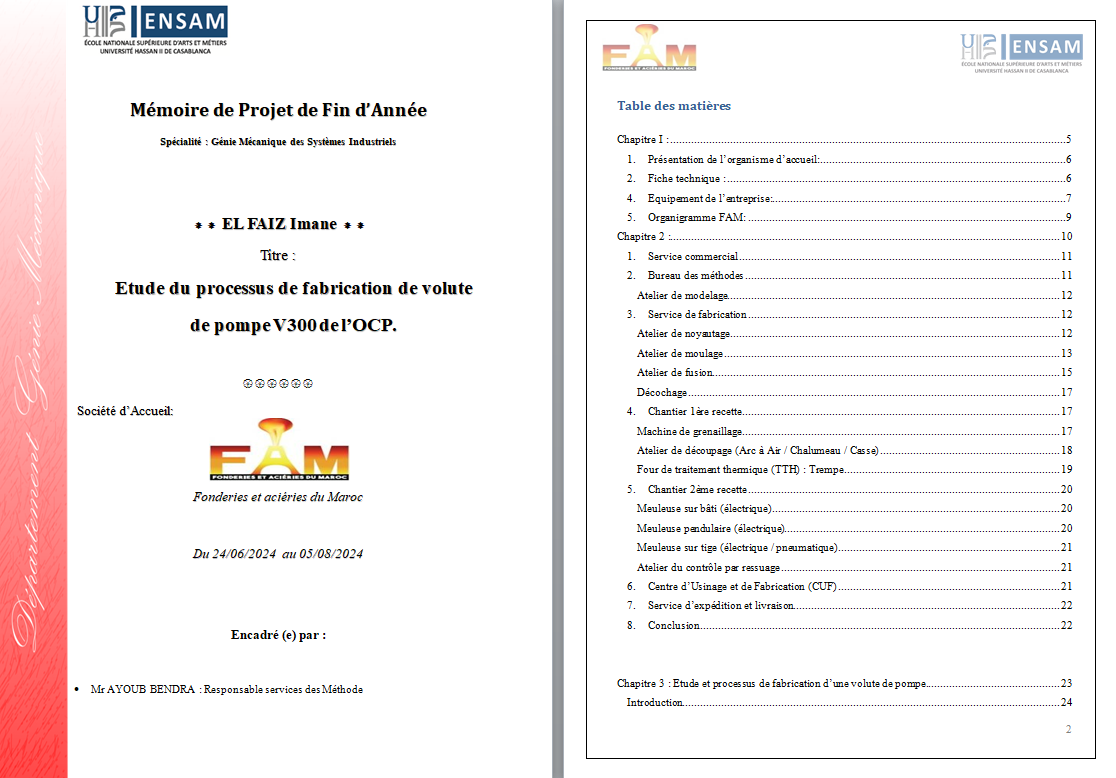 UH2C ENSAM
ÉCOLE NATIONALE SUPÉRIEURE D'ARTS ET MÉTIERS
UNIVERSITÉ HASSAN II DE CASABLANCA
Département Génie Mécanique
Mémoire de Projet de Fin d'Année
Spécialité : Génie Mécanique des Systèmes Industriels
EL FAIZ Imane
Titre :
Etude du processus de fabrication de volute
de pompe V300 de l'OCP.
Société d'Accueil:
FAM
FONDERIES ET ACIÉRIES DU MAROC
Fonderies et aciéries du Maroc
Du 24/06/2024 au 05/08/2024
Encadré (e) par :
• Mr AYOUB BENDRA : Responsable services des Méthode
FAM
FONDERIES ET ACIÉRIES DU MAROC
ENSAM
ÉCOLE NATIONALE SUPÉRIEURE D'ARTS ET MÉTIERS
UNIVERSITÉ HASSAN II DE CASABLANCA
Table des matières
Chapitre I :.....5
1. Présentation de l'organisme d'accueil:.....6
2. Fiche technique :.....6
4. Equipement de l'entreprise:.....7
5. Organigramme FAM:.....9
Chapitre 2 :.....10
1. Service commercial.....11
2. Bureau des méthodes.....11
Atelier de modelage.....12
3. Service de fabrication.....12
Atelier de noyautage.....12
Atelier de moulage.....13
Atelier de fusion.....15
Décochage.....17
4. Chantier 1ère recette.....17
Machine de grenaillage.....17
Atelier de découpage (Arc à Air / Chalumeau / Casse).....18
Four de traitement thermique (TTH) : Trempe.....19
5. Chantier 2ème recette.....20
Meuleuse sur bâti (électrique).....20
Meuleuse pendulaire (électrique).....20
Meuleuse sur tige (électrique / pneumatique).....21
Atelier du contrôle par ressuage.....21
6. Centre d'Usinage et de Fabrication (CUF).....21
7. Service d'expédition et livraison.....22
8. Conclusion.....22
Chapitre 3 : Etude et processus de fabrication d'une volute de pompe.....23
Introduction.....24
2